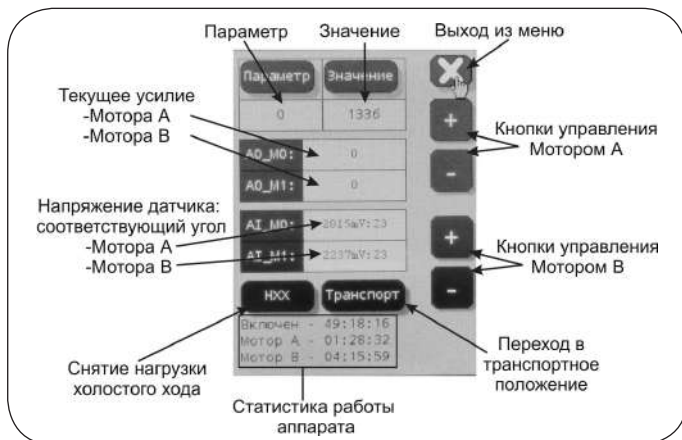 Параметр
Значение
Выход из меню
Параметр Значение
0 1336
Текущее усилие
-Мотора А
-Мотора В
+
-
Кнопки управления
Мотором А
AO_M0: 0
AO_M1: 0
Напряжение датчика:
соответствующий угол
-Мотора А
-Мотора В
AI_M0: 2015mV:23
AI_M1: 2237mV:23
+
-
Кнопки управления
Мотором В
НХХ Транспорт
Включен - 49:18:16
Мотор А - 01:28:32
Мотор В - 04:15:59
Снятие нагрузки
холостого хода
Статистика работы
аппарата
Переход в
транспортное
положение